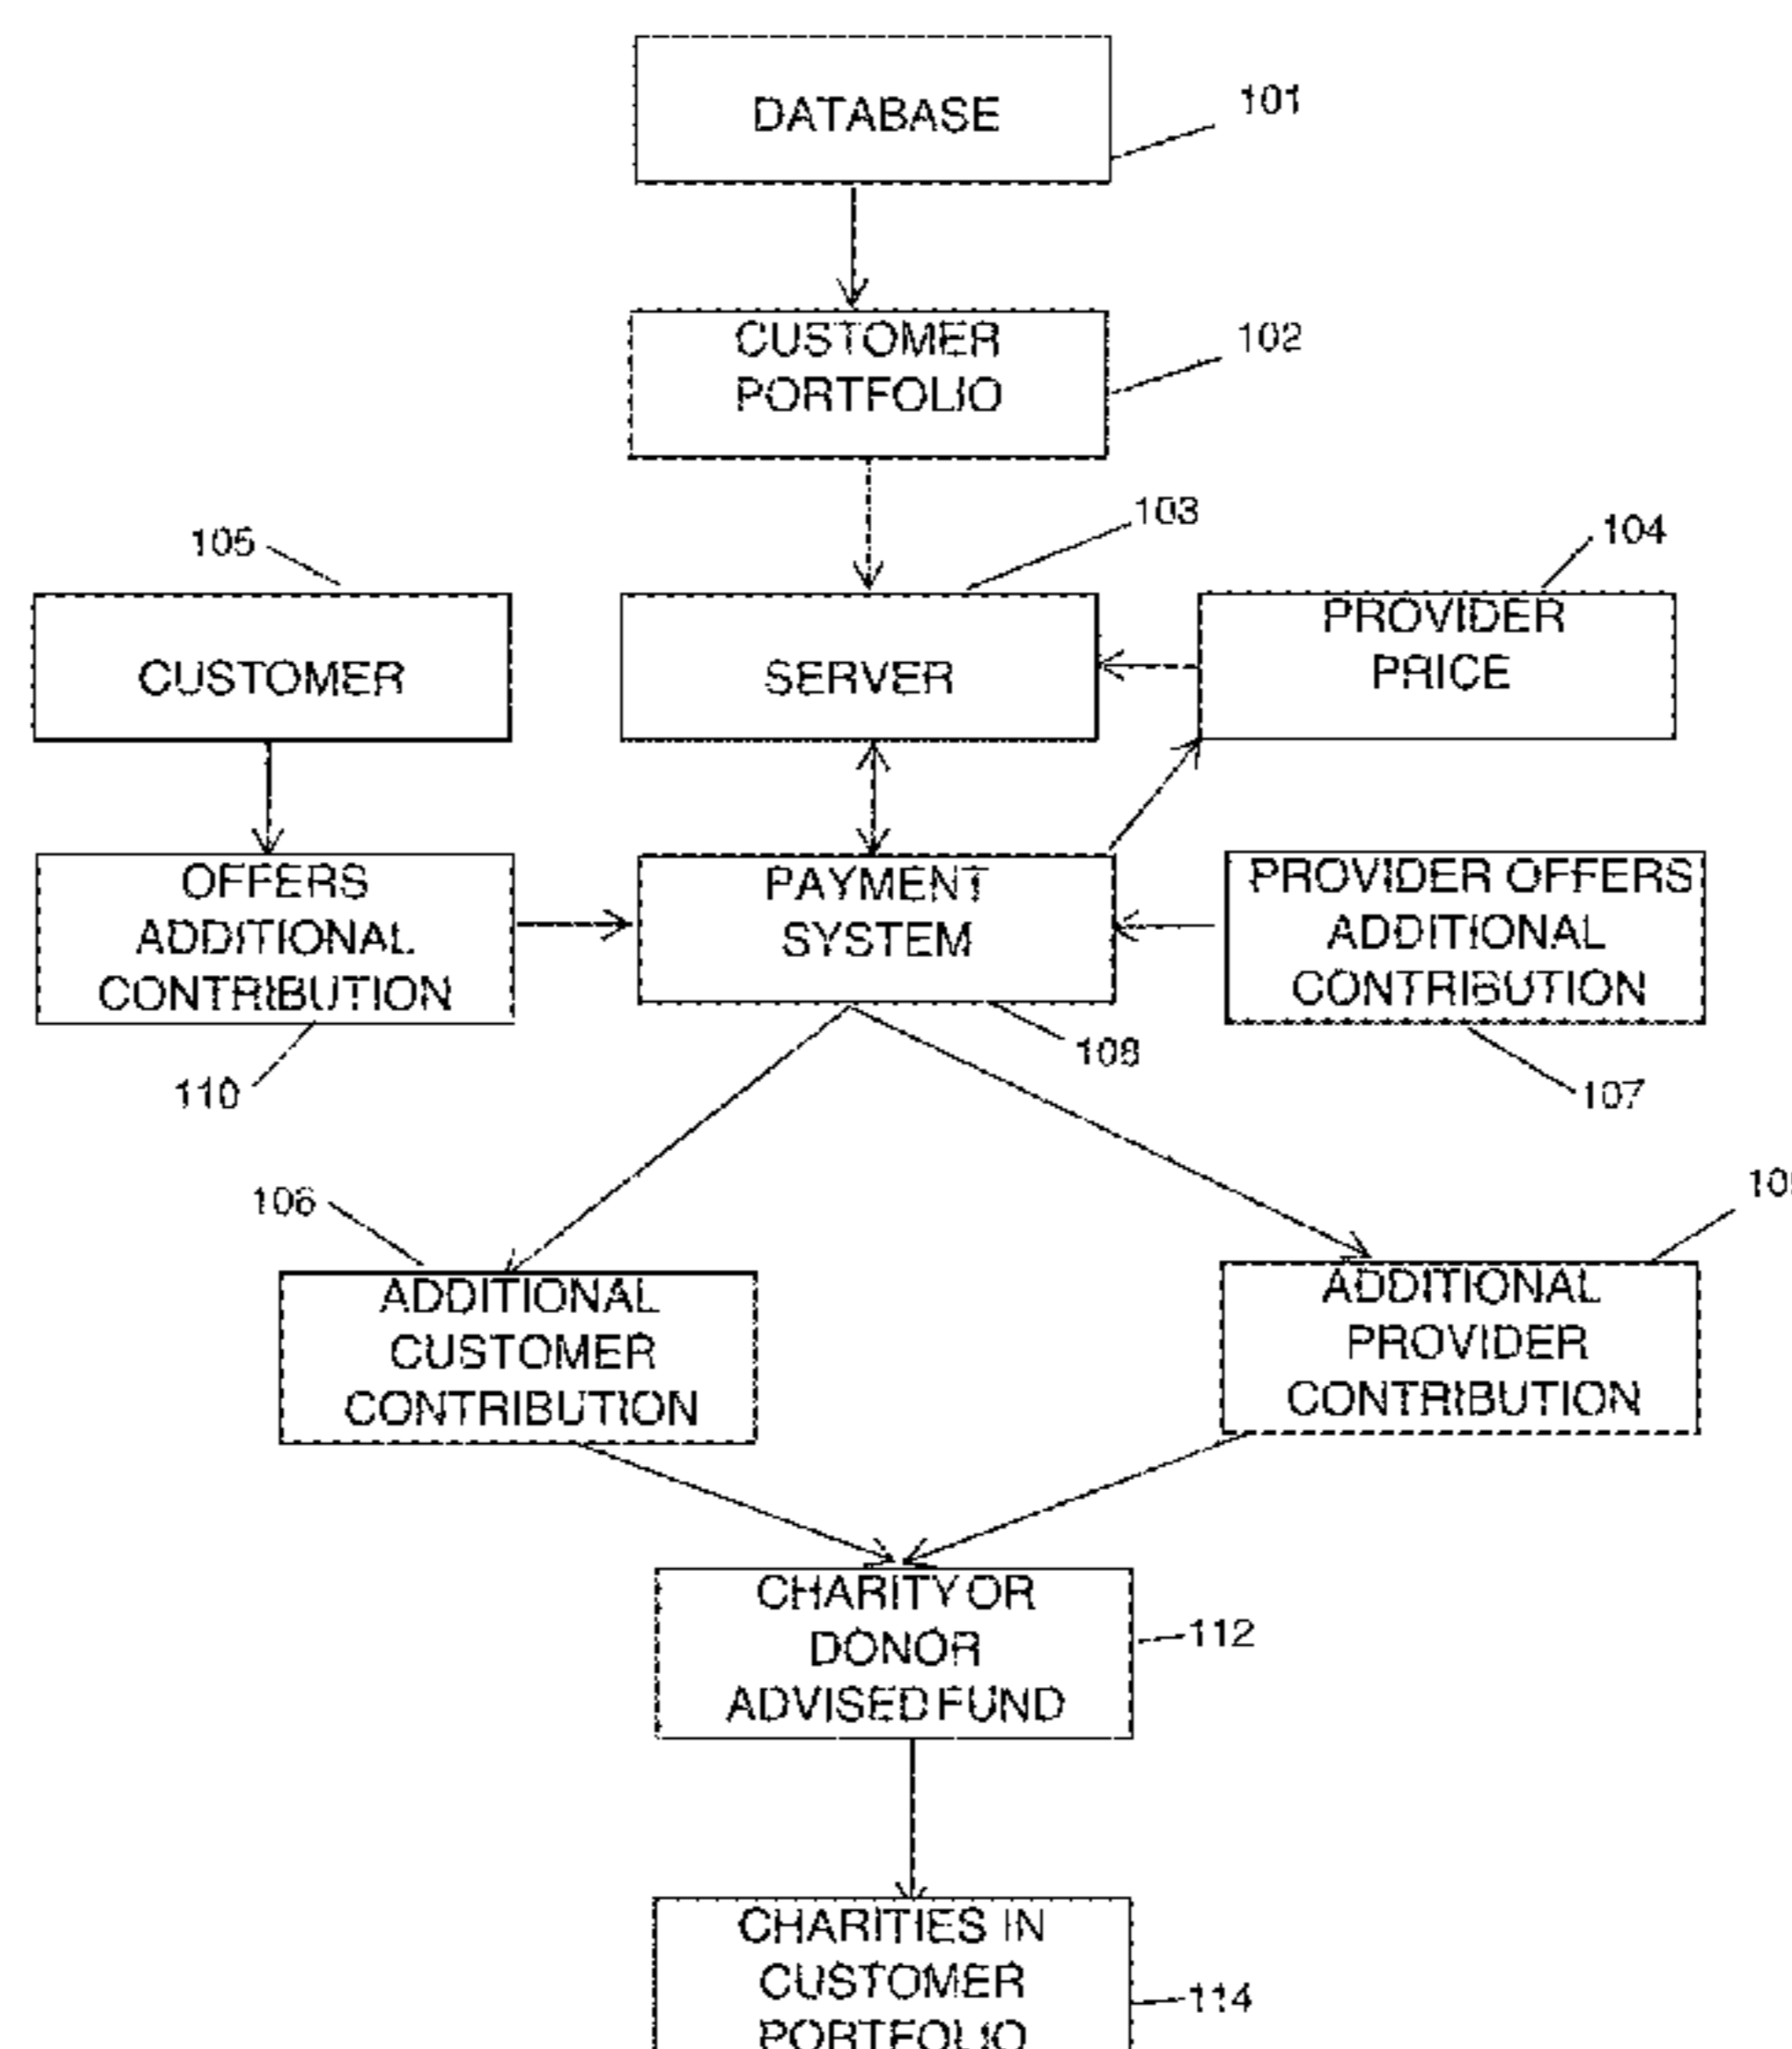 DATABASE
101
CUSTOMER
PORTFOLIO
102
103
105
104
CUSTOMER
SERVER
PROVIDER
PRICE
OFFERS
ADDITIONAL
CONTRIBUTION
PAYMENT
SYSTEM
PROVIDER OFFERS
ADDITIONAL
CONTRIBUTION
108
110
107
106
ADDITIONAL
CUSTOMER
CONTRIBUTION
ADDITIONAL
PROVIDER
CONTRIBUTION
CHARITY OR
DONOR
ADVISED FUND
112
CHARITIES IN
CUSTOMER
PORTFOLIO
114